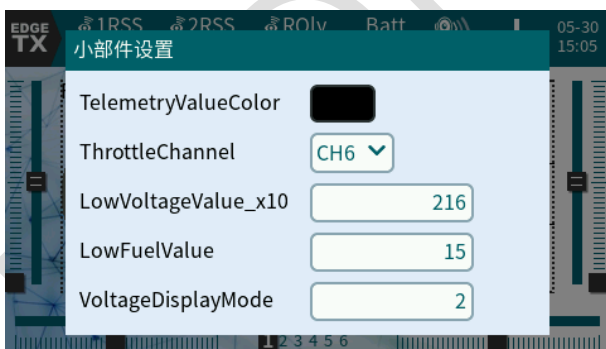 EDGE TX
1RSS 2RSS RQly Batt 05-30
15:05
小部件设置
TelemetryValueColor
ThrottleChannel CH6
LowVoltageValue_x10 216
LowFuelValue 15
VoltageDisplayMode 2
1 2 3 4 5 6